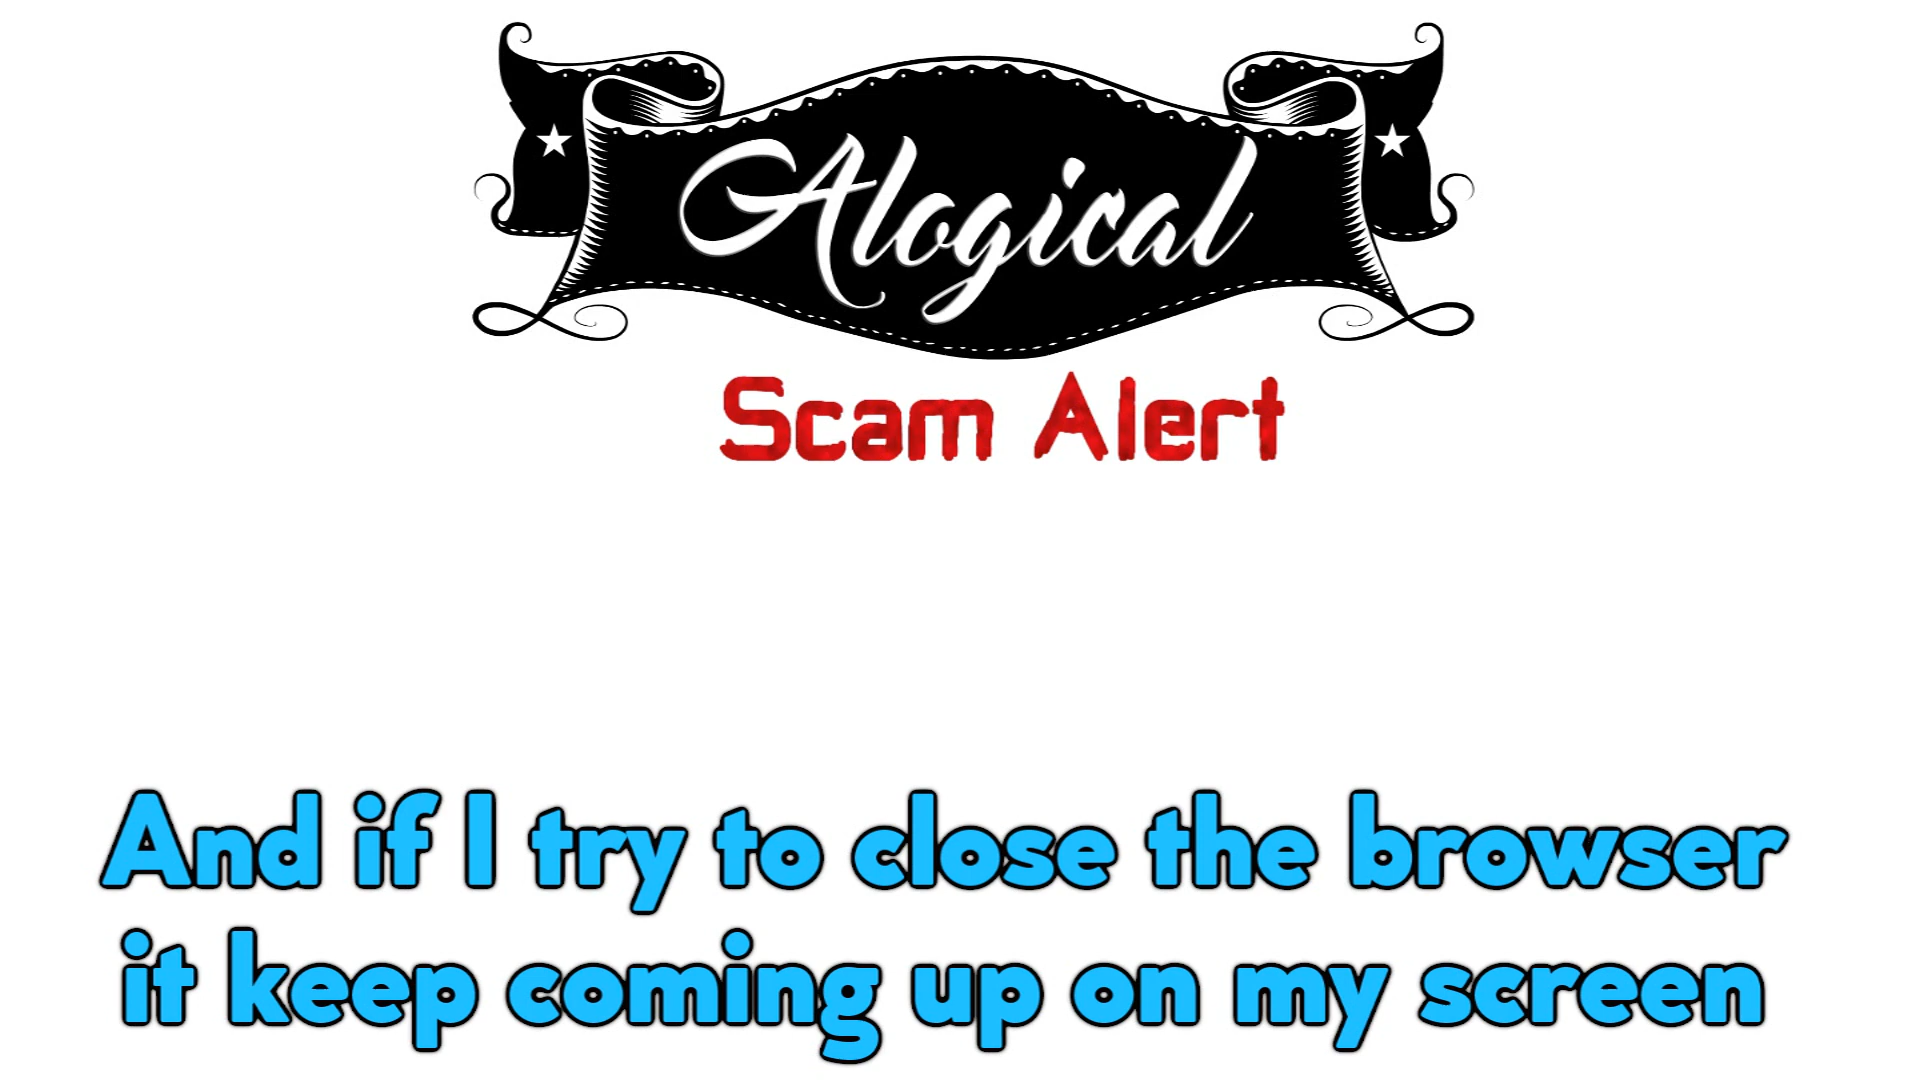 Alogical
Scam Alert
And if I try to close the browser
it keep coming up on my screen